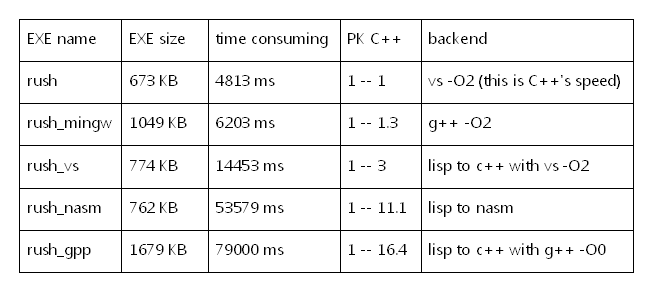 EXE name EXE size time consuming PK C++ backend
rush 673 KB 4813 ms 1 -- 1 vs -O2 (this is C++'s speed)
rush_mingw 1049 KB 6203 ms 1 -- 1.3 g++ -O2
rush_vs 774 KB 14453 ms 1 -- 3 lisp to c++ with vs -O2
rush_nasm 762 KB 53579 ms 1 -- 11.1 lisp to nasm
rush_gpp 1679 KB 79000 ms 1 -- 16.4 lisp to c++ with g++ -O0